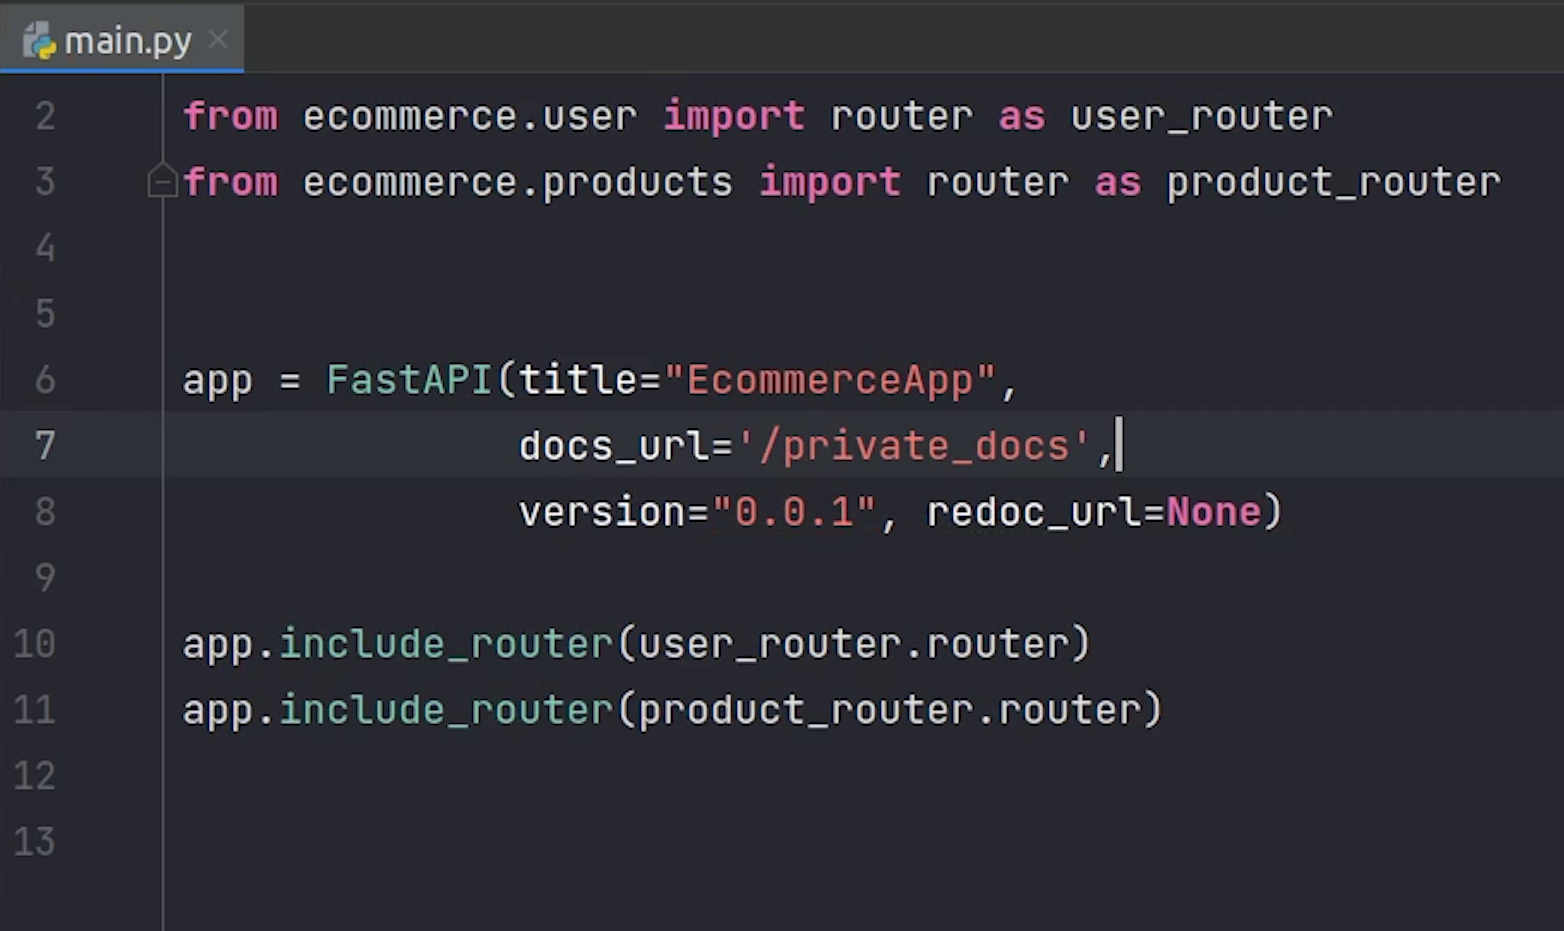 main.py
2 from ecommerce.user import router as user_router
3 from ecommerce.products import router as product_router
4
5
6 app = FastAPI(title="EcommerceApp",
7 docs_url='/private_docs',
8 version="0.0.1", redoc_url=None)
9
10 app.include_router(user_router.router)
11 app.include_router(product_router.router)
12
13